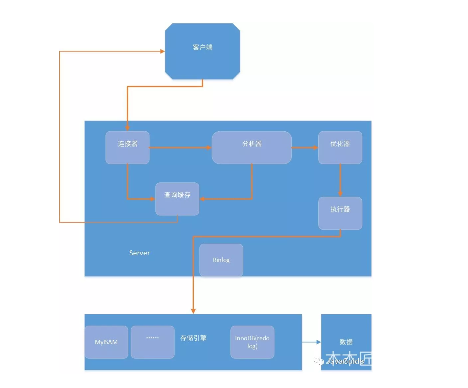 客户端
连接器
分析器
优化器
查询缓存
执行器
Server
Binlog
MyISAM
······
存储引擎
InnoDB(redo
log)
数据
木木匠